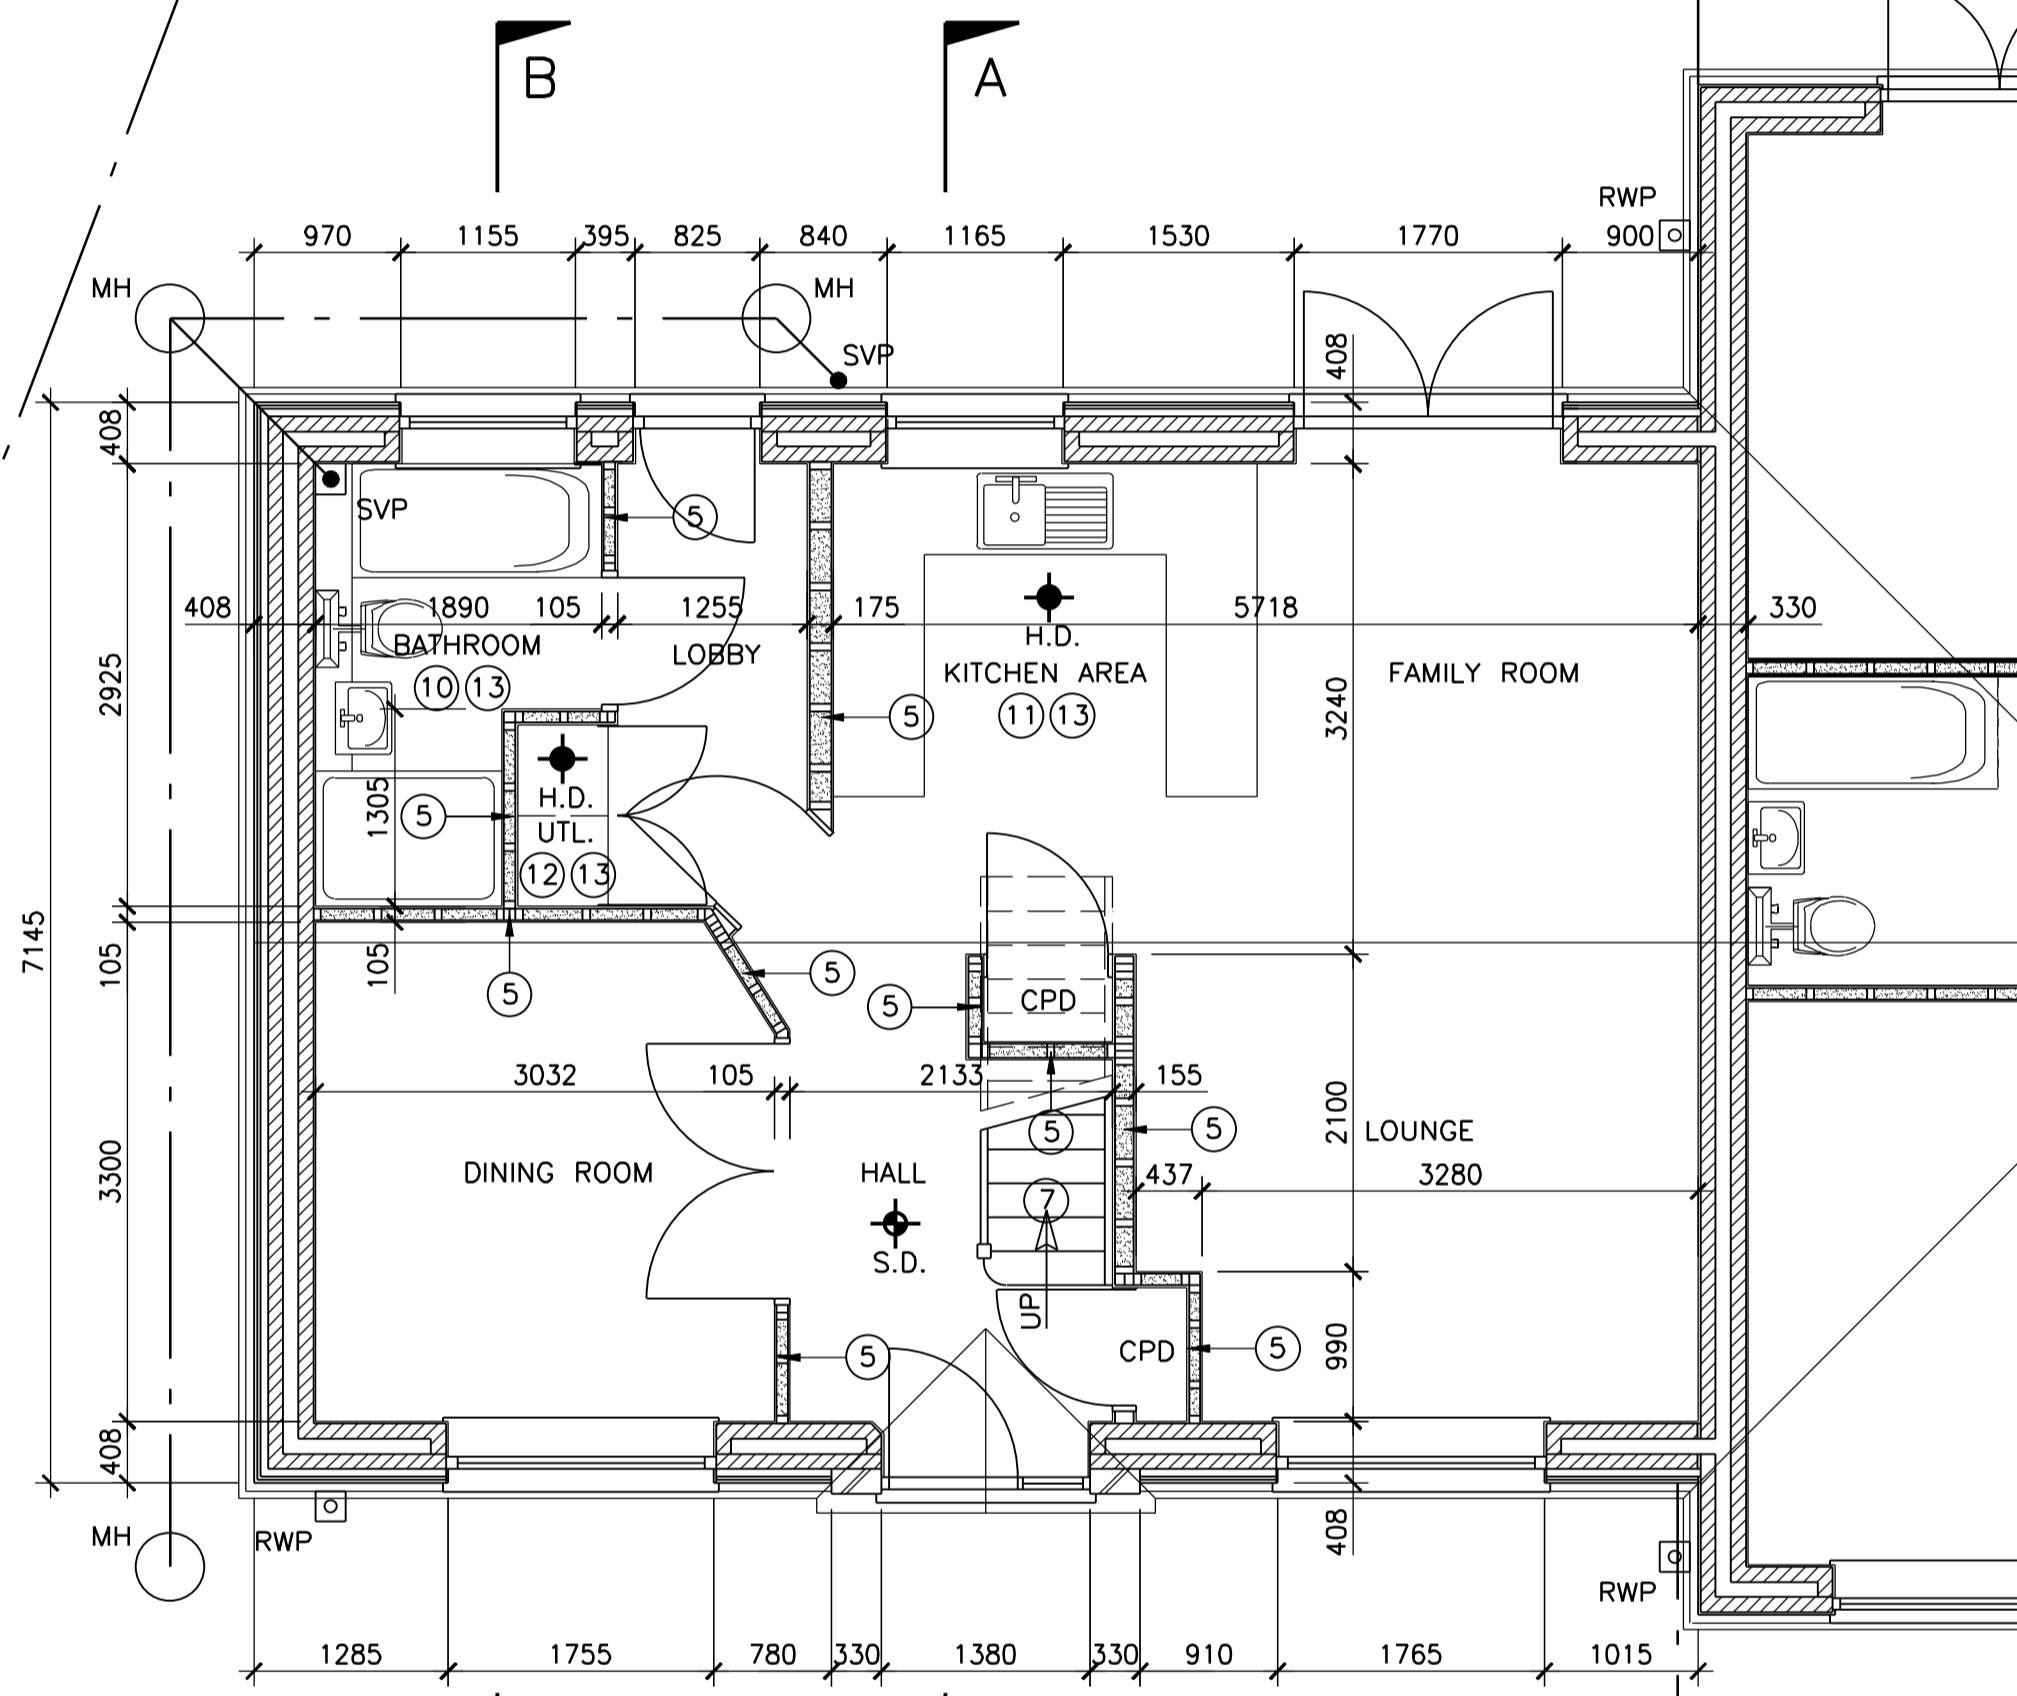 B
A
RWP
970 1155 395 825 840 1165 1530 1770 900
MH
MH
SVP
408
408
SVP
5
408
1890
105
1255
175
5718
330
BATHROOM
LOBBY
H.D.
KITCHEN AREA
FAMILY ROOM
10 13
11 13
5
2925
3240
1305
5
H.D.
UTL.
12 13
7145
105
105
5
5
5
CPD
3032
105
2133
155
5
5
2100
LOUNGE
3300
DINING ROOM
HALL
437
3280
7
S.D.
UP
5
CPD
5
990
408
408
MH
RWP
RWP
1285 1755 780 330 1380 330 910 1765 1015